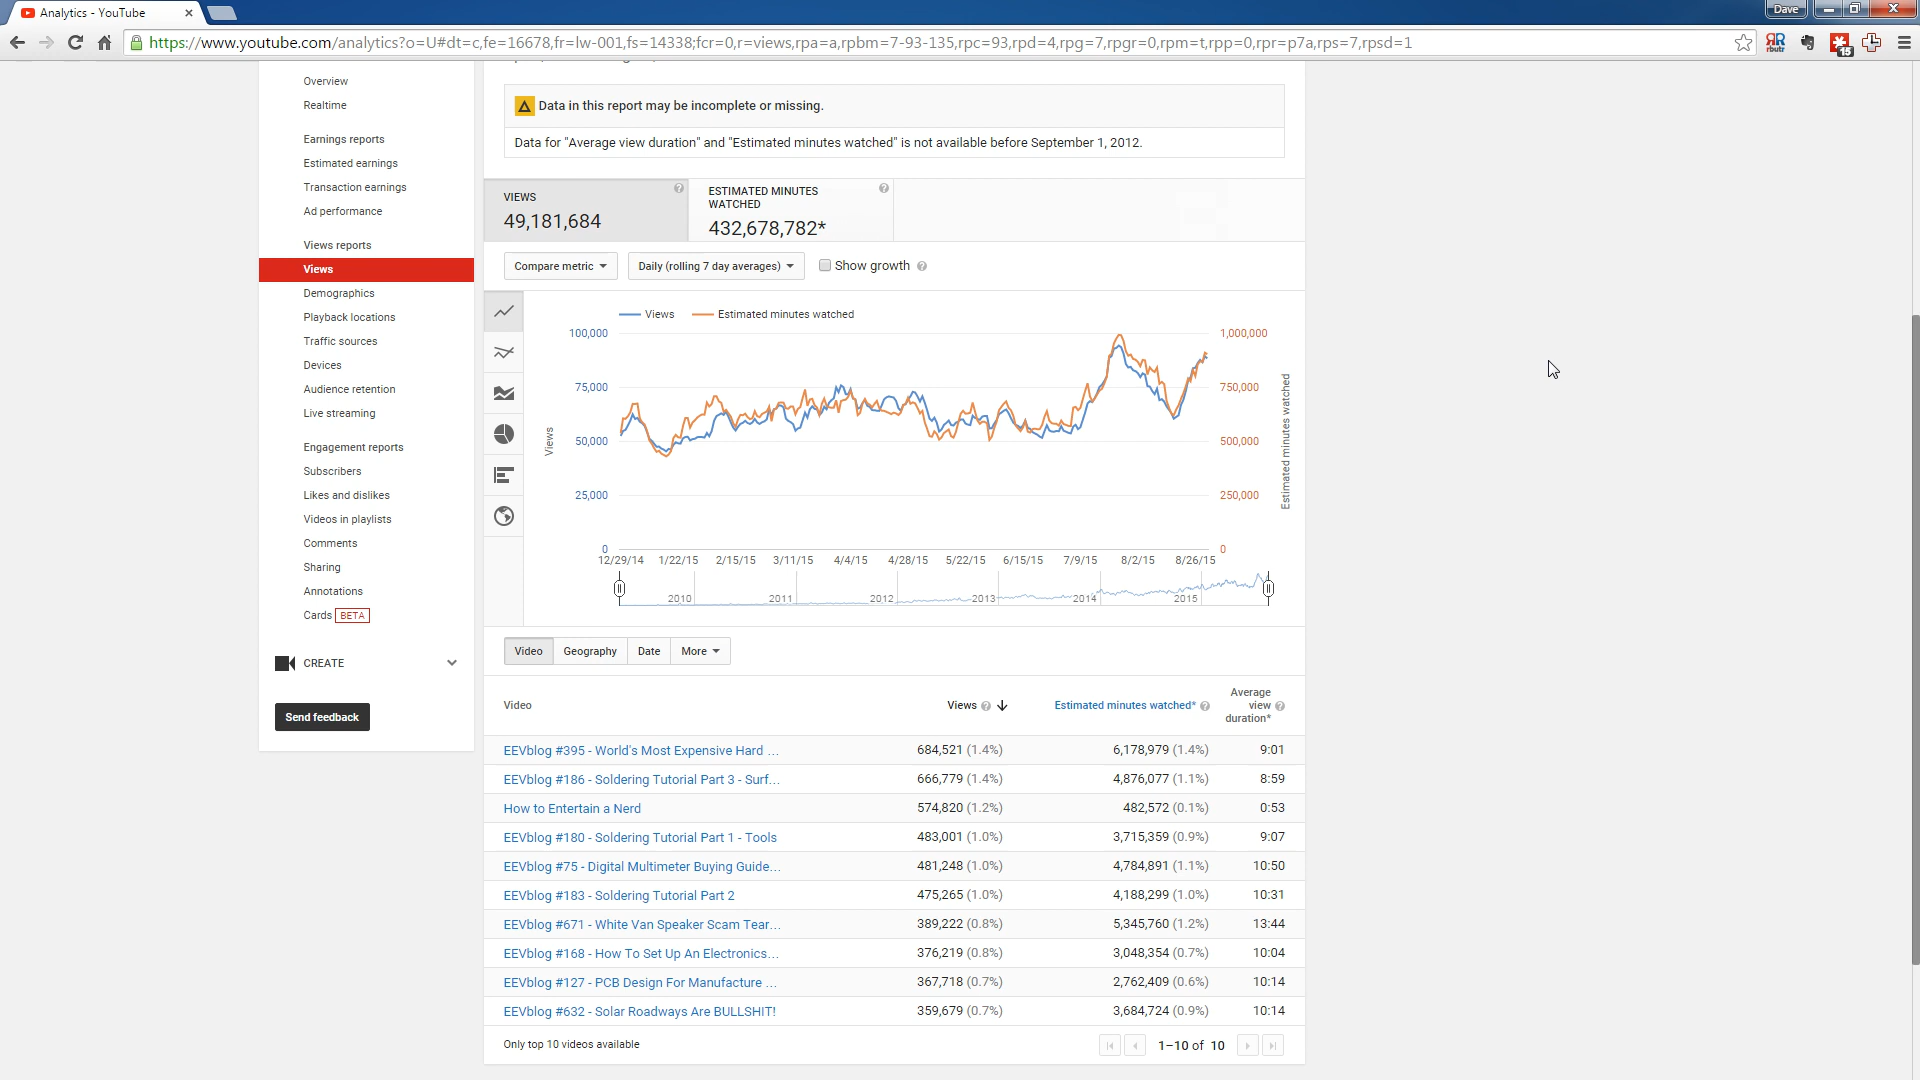 Analytics - YouTube
Dave
https://www.youtube.com/analytics?o=U#dt=c,fe=16678,fr=lw-001,fs=14338;fcr=0,r=views,rpa=a,rpbm=7-93-135,rpc=93,rpd=4,rpg=7,rpgr=0,rpm=t,rpp=0,rpr=p7a,rps=7,rpsd=1
rbutr
15
Overview
Realtime
Earnings reports
Estimated earnings
Transaction earnings
Ad performance
Views reports
Views
Demographics
Playback locations
Traffic sources
Devices
Audience retention
Live streaming
Engagement reports
Subscribers
Likes and dislikes
Videos in playlists
Comments
Sharing
Annotations
Cards BETA
CREATE
Send feedback
Data in this report may be incomplete or missing.
Data for "Average view duration" and "Estimated minutes watched" is not available before September 1, 2012.
VIEWS ?
49,181,684
ESTIMATED MINUTES WATCHED ?
432,678,782*
Compare metric
Daily (rolling 7 day averages)
Show growth ?
Views
Estimated minutes watched
100,000
75,000
50,000
25,000
0
Views
1,000,000
750,000
500,000
250,000
0
Estimated minutes watched
12/29/14 1/22/15 2/15/15 3/11/15 4/4/15 4/28/15 5/22/15 6/15/15 7/9/15 8/2/15 8/26/15
2010 2011 2012 2013 2014 2015
Video Geography Date More
Video Views ? Estimated minutes watched* ? Average view duration* ?
EEVblog #395 - World's Most Expensive Hard ... 684,521 (1.4%) 6,178,979 (1.4%) 9:01
EEVblog #186 - Soldering Tutorial Part 3 - Surf... 666,779 (1.4%) 4,876,077 (1.1%) 8:59
How to Entertain a Nerd 574,820 (1.2%) 482,572 (0.1%) 0:53
EEVblog #180 - Soldering Tutorial Part 1 - Tools 483,001 (1.0%) 3,715,359 (0.9%) 9:07
EEVblog #75 - Digital Multimeter Buying Guide... 481,248 (1.0%) 4,784,891 (1.1%) 10:50
EEVblog #183 - Soldering Tutorial Part 2 475,265 (1.0%) 4,188,299 (1.0%) 10:31
EEVblog #671 - White Van Speaker Scam Tear... 389,222 (0.8%) 5,345,760 (1.2%) 13:44
EEVblog #168 - How To Set Up An Electronics... 376,219 (0.8%) 3,048,354 (0.7%) 10:04
EEVblog #127 - PCB Design For Manufacture ... 367,718 (0.7%) 2,762,409 (0.6%) 10:14
EEVblog #632 - Solar Roadways Are BULLSHIT! 359,679 (0.7%) 3,684,724 (0.9%) 10:14
Only top 10 videos available
1–10 of 10